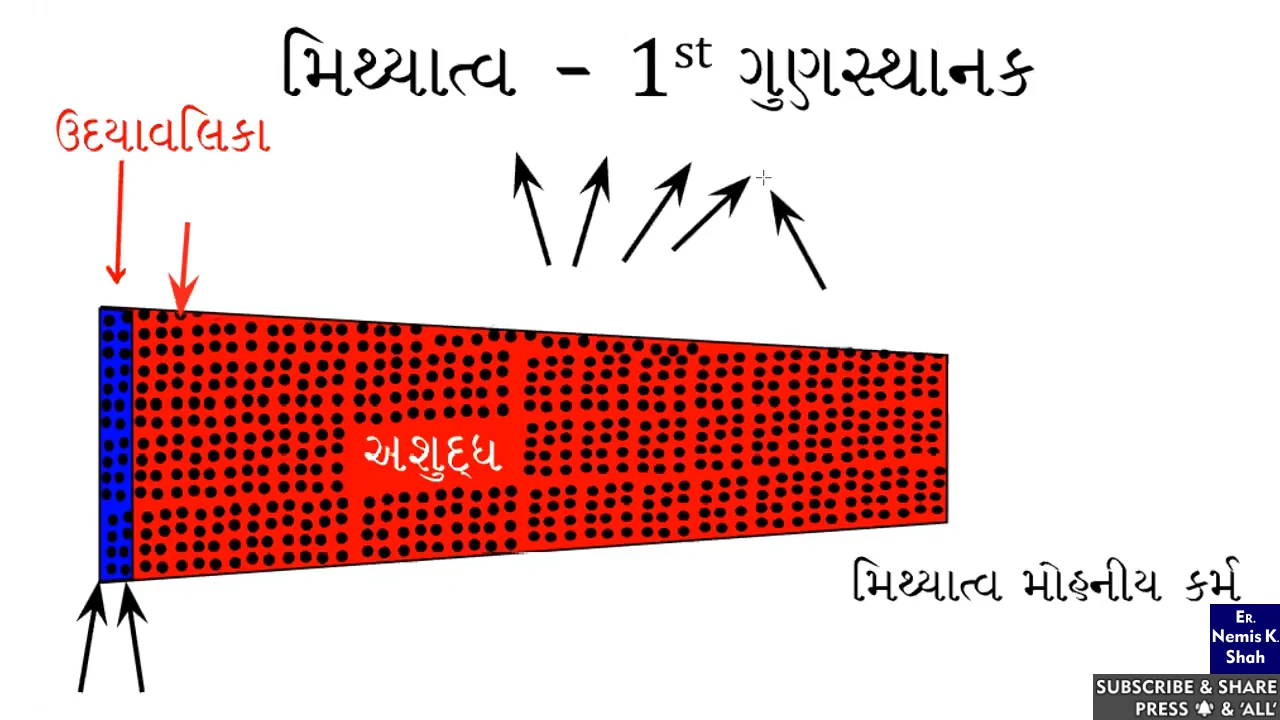 મિથ્યાત્વ - 1st ગુણસ્થાનક
ઉદયાવલિકા
અશુદ્ધ
મિથ્યાત્વ મોહનીય કર્મ
ER.
Nemis K.
Shah
SUBSCRIBE & SHARE
PRESS & 'ALL'